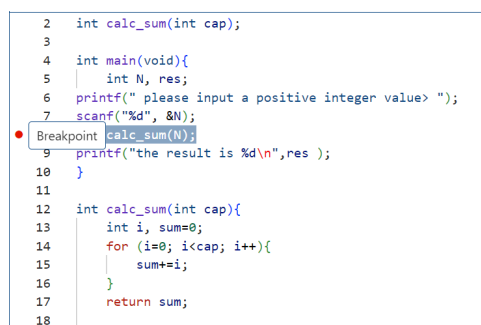 2 int calc_sum(int cap);
3
4 int main(void){
5 int N, res;
6 printf(" please input a positive integer value> ");
7 scanf("%d", &N);
Breakpoint calc_sum(N);
9 printf("the result is %d\n",res );
10 }
11
12 int calc_sum(int cap){
13 int i, sum=0;
14 for (i=0; i<cap; i++){
15 sum+=i;
16 }
17 return sum;
18